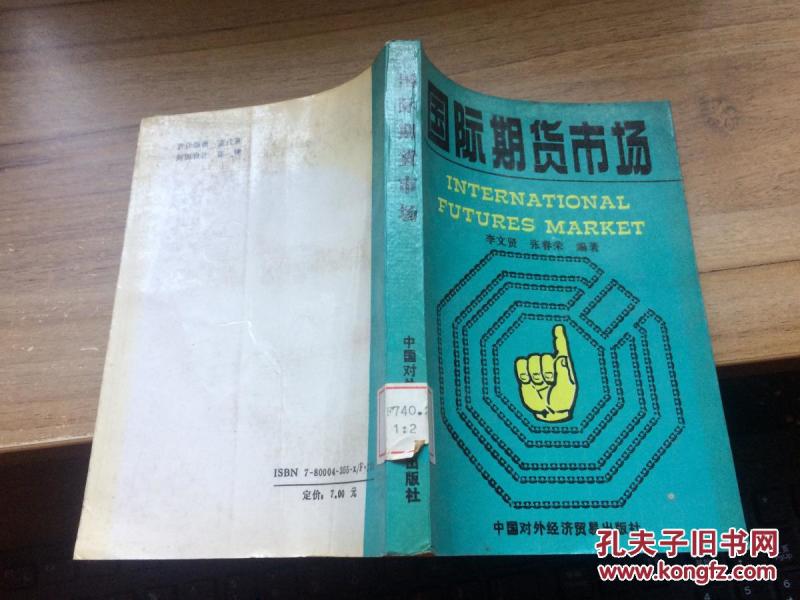 国际期货市场
INTERNATIONAL
FUTURES MARKET
李文贤 张春荣 编著
中国对外经济贸易出版社
国际期货市场
中国对外
出版社
F740.2
1:2
ISBN 7-80004-355-x/F·
定价：7.00 元
孔夫子旧书网
www.kongfz.com